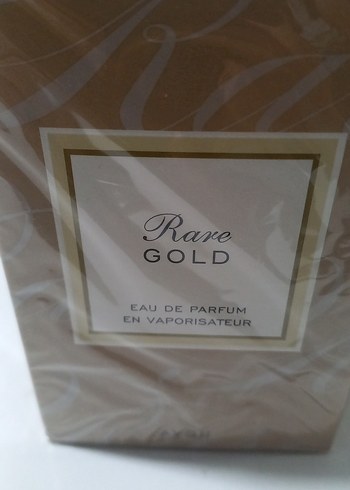 Rare
GOLD
EAU DE PARFUM
EN VAPORISATEUR